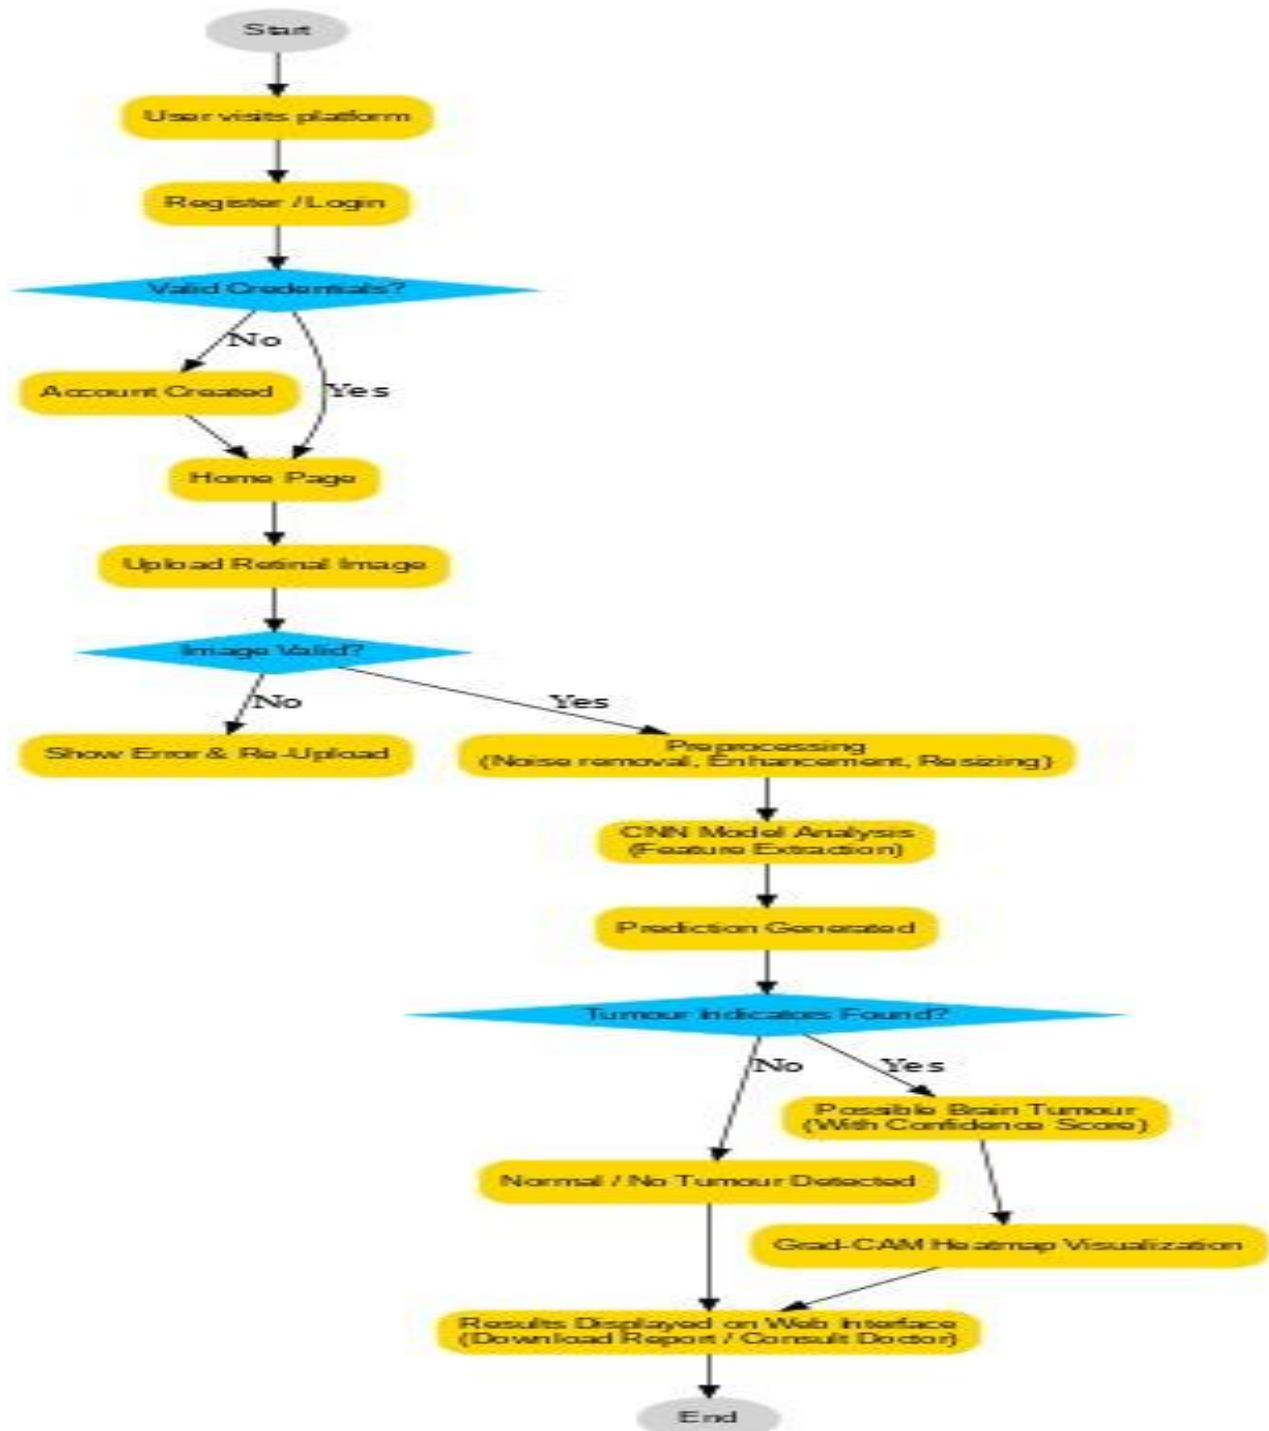 Start
User visits platform
Register / Login
Valid Credentials?
No
Account Created
Yes
Home Page
Upload Retinal Image
Image Valid?
No
Yes
Show Error & Re-Upload
Preprocessing
(Noise removal, Enhancement, Resizing)
CNN Model Analysis
(Feature Extraction)
Prediction Generated
Tumour Indicators Found?
No
Yes
Possible Brain Tumour
(With Confidence Score)
Normal / No Tumour Detected
Grad-CAM Heatmap Visualization
Results Displayed on Web Interface
(Download Report / Consult Doctor)
End